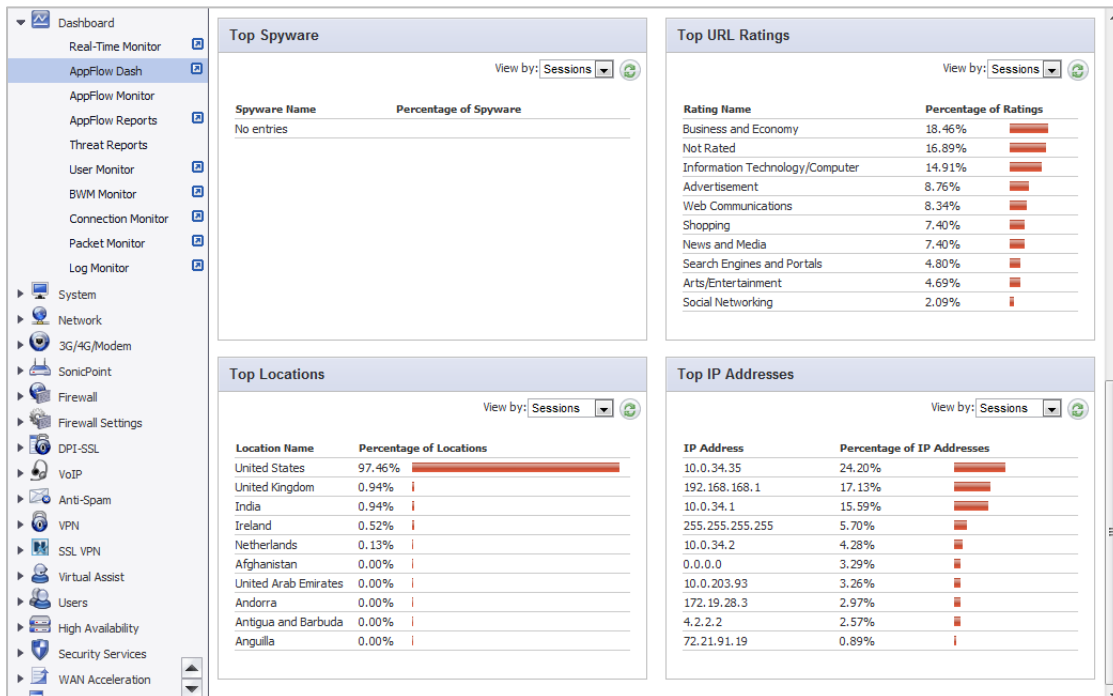 Dashboard
Real-Time Monitor
AppFlow Dash
AppFlow Monitor
AppFlow Reports
Threat Reports
User Monitor
BWM Monitor
Connection Monitor
Packet Monitor
Log Monitor
System
Network
3G/4G/Modem
SonicPoint
Firewall
Firewall Settings
DPI-SSL
VoIP
Anti-Spam
VPN
SSL VPN
Virtual Assist
Users
High Availability
Security Services
WAN Acceleration
Top Spyware
View by: Sessions
Spyware Name Percentage of Spyware
No entries
Top URL Ratings
View by: Sessions
Rating Name Percentage of Ratings
Business and Economy 18.46%
Not Rated 16.89%
Information Technology/Computer 14.91%
Advertisement 8.76%
Web Communications 8.34%
Shopping 7.40%
News and Media 7.40%
Search Engines and Portals 4.80%
Arts/Entertainment 4.69%
Social Networking 2.09%
Top Locations
View by: Sessions
Location Name Percentage of Locations
United States 97.46%
United Kingdom 0.94%
India 0.94%
Ireland 0.52%
Netherlands 0.13%
Afghanistan 0.00%
United Arab Emirates 0.00%
Andorra 0.00%
Antigua and Barbuda 0.00%
Anguilla 0.00%
Top IP Addresses
View by: Sessions
IP Address Percentage of IP Addresses
10.0.34.35 24.20%
192.168.168.1 17.13%
10.0.34.1 15.59%
255.255.255.255 5.70%
10.0.34.2 4.28%
0.0.0.0 3.29%
10.0.203.93 3.26%
172.19.28.3 2.97%
4.2.2.2 2.57%
72.21.91.19 0.89%